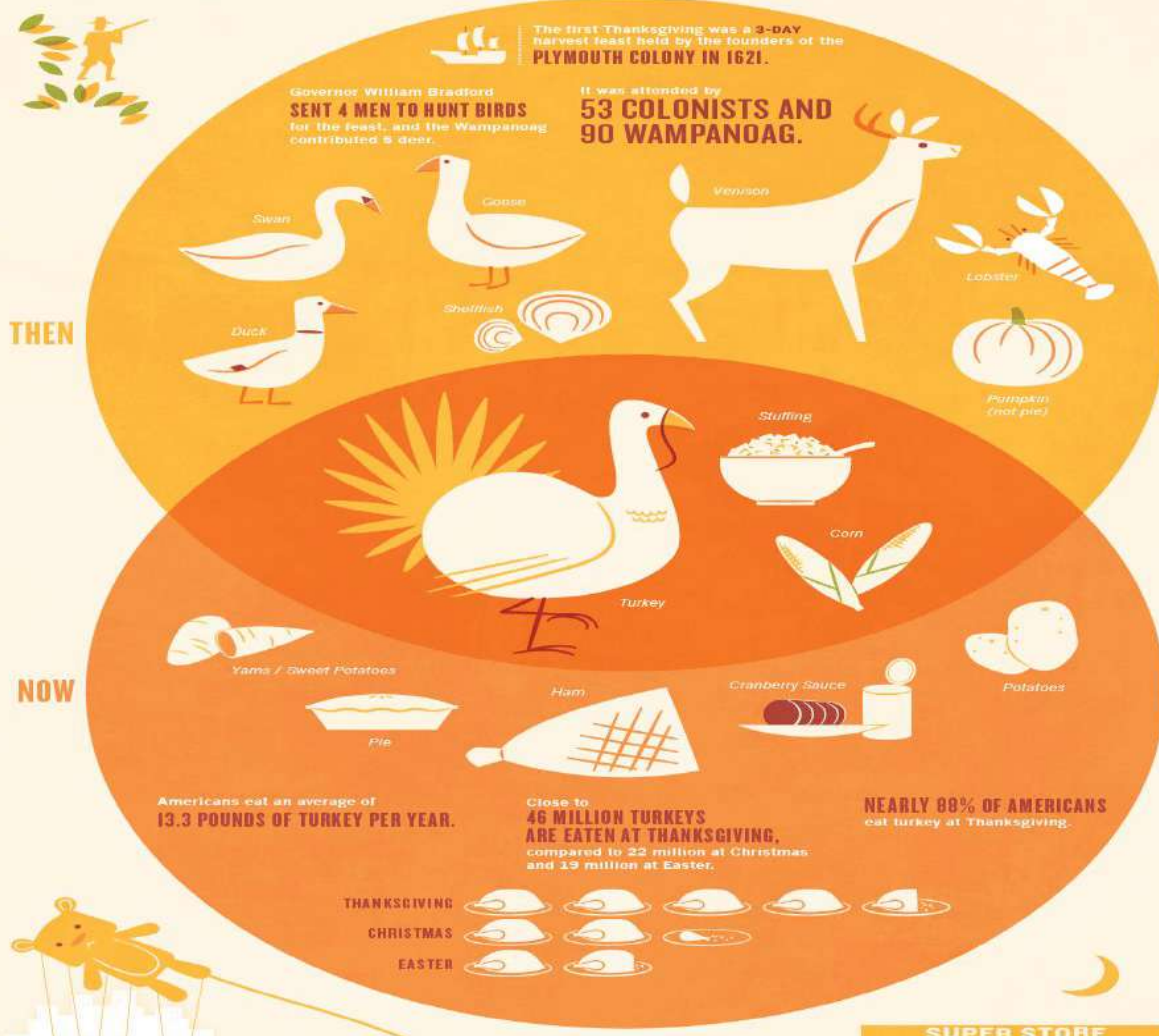 The first Thanksgiving was a 3-DAY
harvest feast held by the founders of the
PLYMOUTH COLONY IN 1621.
Governor William Bradford
SENT 4 MEN TO HUNT BIRDS
for the feast, and the Wampanoag
contributed 5 deer.
It was attended by
53 COLONISTS AND
90 WAMPANOAG.
Swan
Goose
Venison
Lobster
Duck
Shellfish
THEN
Pumpkin
(not pie)
Stuffing
Corn
Turkey
Yams / Sweet Potatoes
NOW
Pie
Ham
Cranberry Sauce
Potatoes
Americans eat an average of
13.3 POUNDS OF TURKEY PER YEAR.
Close to
46 MILLION TURKEYS
ARE EATEN AT THANKSGIVING,
compared to 22 million at Christmas
and 19 million at Easter.
NEARLY 88% OF AMERICANS
eat turkey at Thanksgiving.
THANKSGIVING
CHRISTMAS
EASTER
SUPER STORE